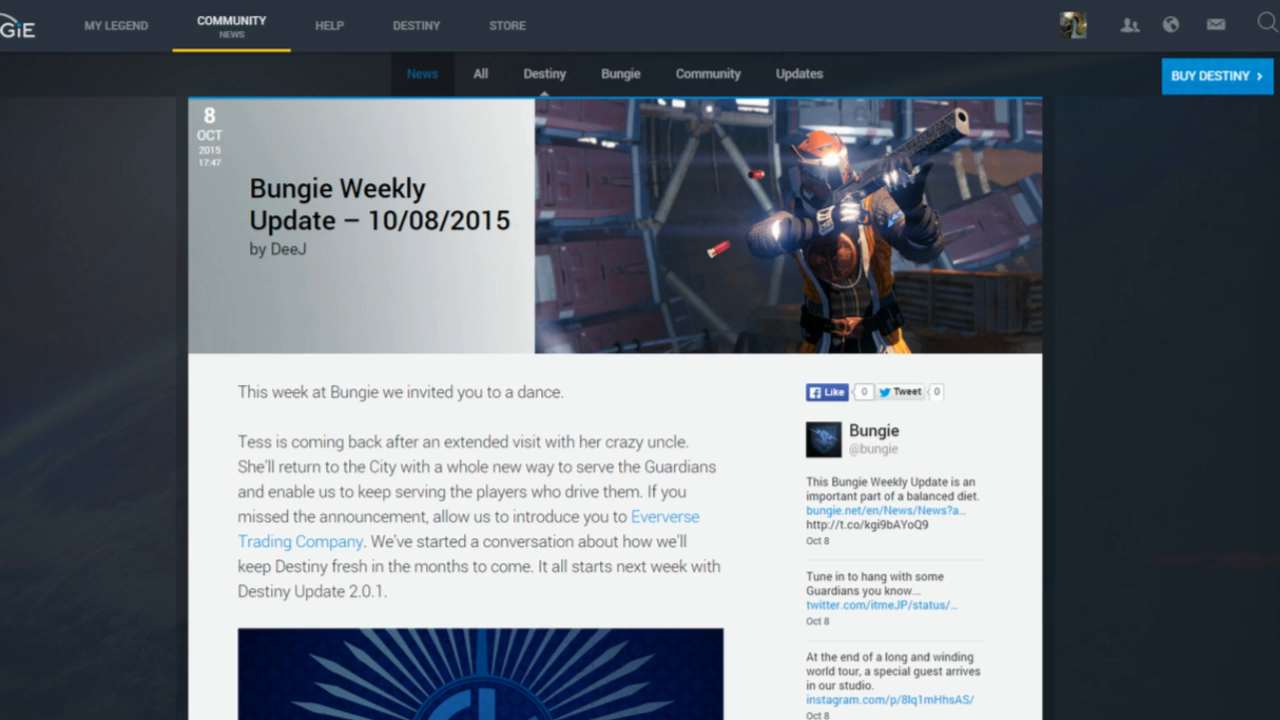 GiE
MY LEGEND
COMMUNITY
NEWS
HELP
DESTINY
STORE
News
All
Destiny
Bungie
Community
Updates
BUY DESTINY ›
8
OCT
2015
17:47
Bungie Weekly
Update – 10/08/2015
by DeeJ
This week at Bungie we invited you to a dance.
Tess is coming back after an extended visit with her crazy uncle.
She'll return to the City with a whole new way to serve the Guardians
and enable us to keep serving the players who drive them. If you
missed the announcement, allow us to introduce you to Eververse
Trading Company. We've started a conversation about how we'll
keep Destiny fresh in the months to come. It all starts next week with
Destiny Update 2.0.1.
Like
0
Tweet
0
Bungie
@bungie
This Bungie Weekly Update is an
important part of a balanced diet.
bungie.net/en/News/News?a...
http://t.co/kgi9bAYoQ9
Oct 8
Tune in to hang with some
Guardians you know...
twitter.com/itmeJP/status/...
Oct 8
At the end of a long and winding
world tour, a special guest arrives
in our studio.
instagram.com/p/8Iq1mHhsAS/
Oct 8